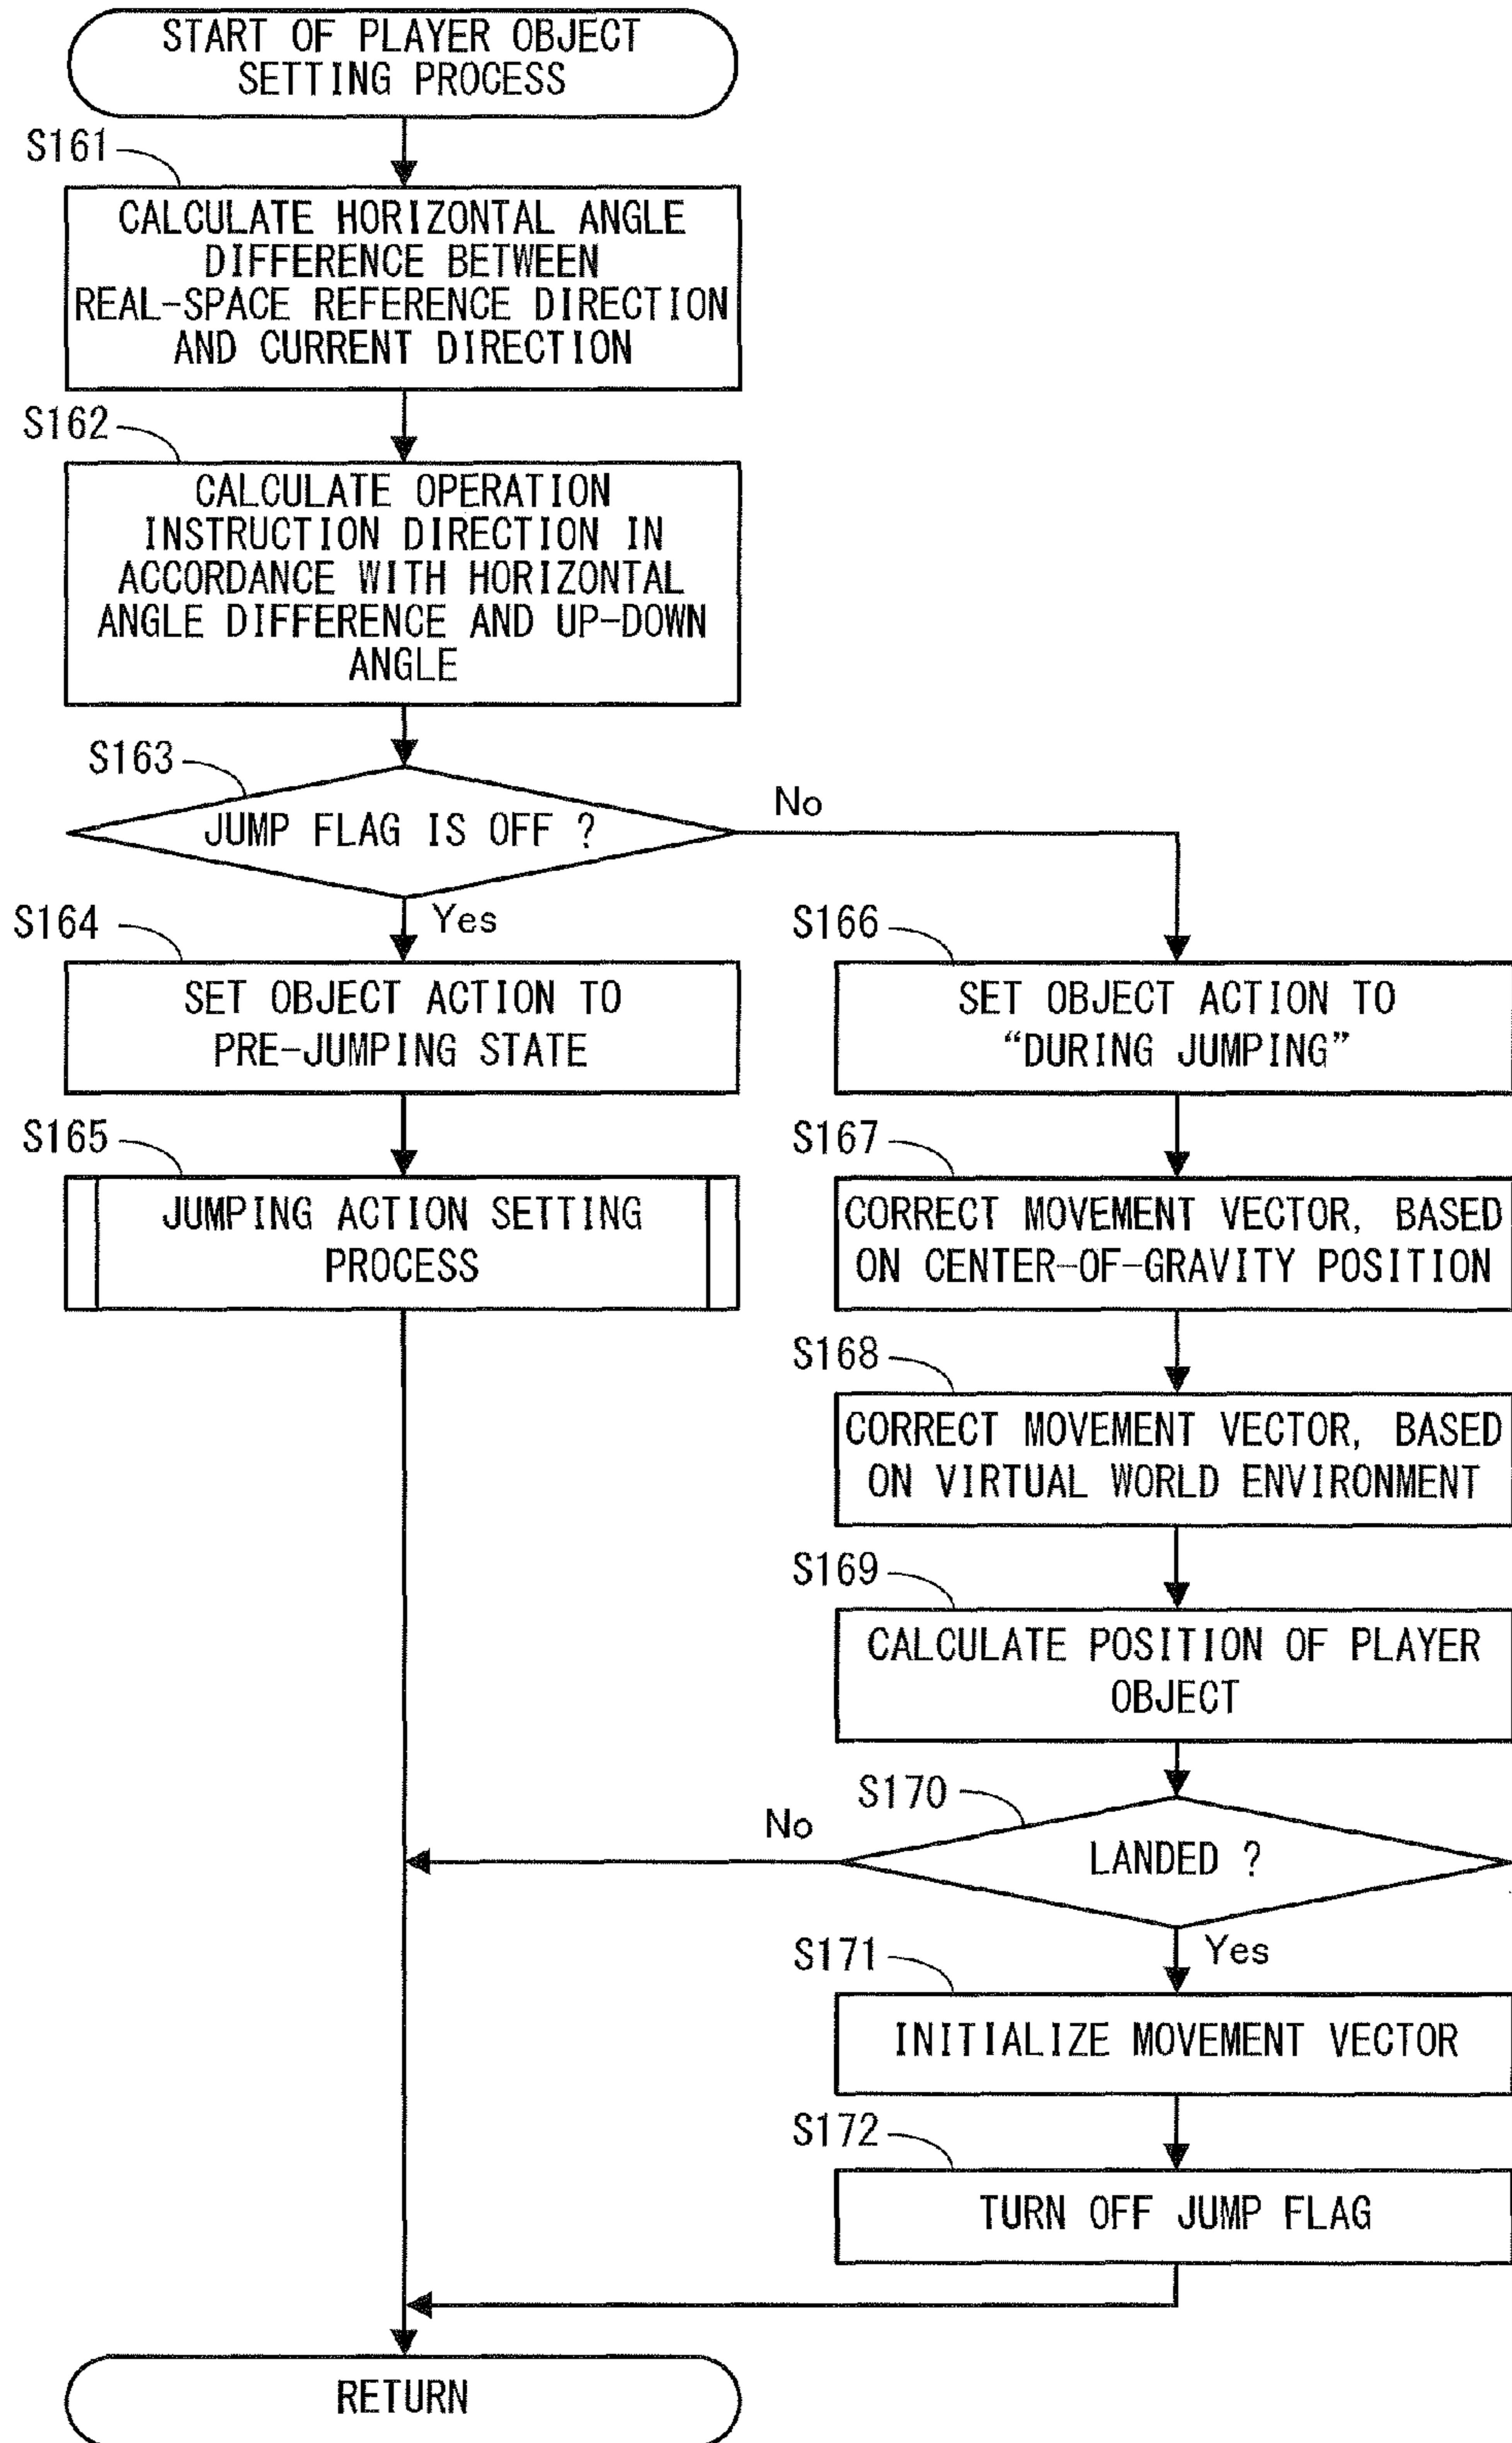 START OF PLAYER OBJECT
SETTING PROCESS
S161
CALCULATE HORIZONTAL ANGLE
DIFFERENCE BETWEEN
REAL-SPACE REFERENCE DIRECTION
AND CURRENT DIRECTION
S162
CALCULATE OPERATION
INSTRUCTION DIRECTION IN
ACCORDANCE WITH HORIZONTAL
ANGLE DIFFERENCE AND UP-DOWN
ANGLE
S163
JUMP FLAG IS OFF ?
No
Yes
S164
SET OBJECT ACTION TO
PRE-JUMPING STATE
S165
JUMPING ACTION SETTING
PROCESS
S166
SET OBJECT ACTION TO
“DURING JUMPING”
S167
CORRECT MOVEMENT VECTOR, BASED
ON CENTER-OF-GRAVITY POSITION
S168
CORRECT MOVEMENT VECTOR, BASED
ON VIRTUAL WORLD ENVIRONMENT
S169
CALCULATE POSITION OF PLAYER
OBJECT
S170
LANDED ?
No
Yes
S171
INITIALIZE MOVEMENT VECTOR
S172
TURN OFF JUMP FLAG
RETURN